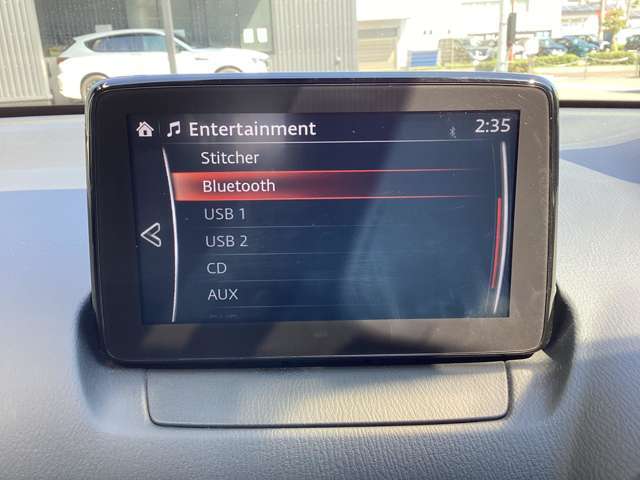 Entertainment 2:35
Stitcher
Bluetooth
USB 1
USB 2
CD
AUX